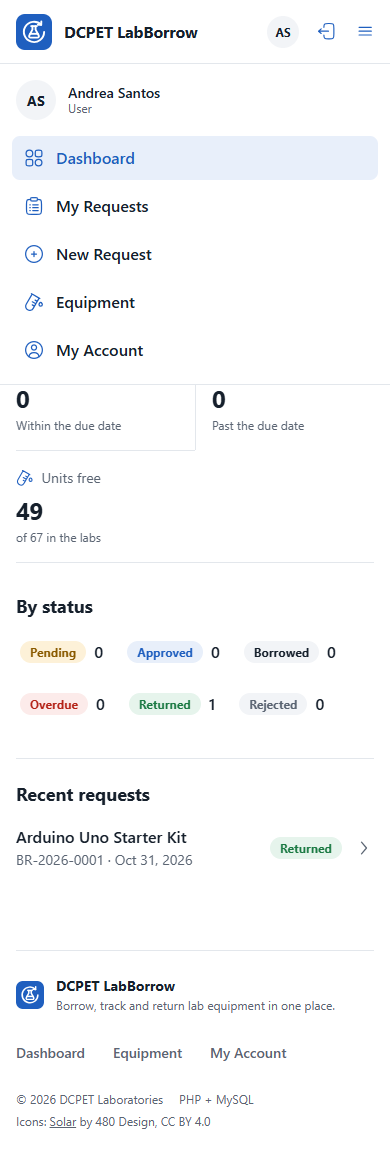 DCPET LabBorrow
AS
AS
Andrea Santos
User
Dashboard
My Requests
New Request
Equipment
My Account
0
Within the due date
0
Past the due date
Units free
49
of 67 in the labs
By status
Pending 0 Approved 0 Borrowed 0
Overdue 0 Returned 1 Rejected 0
Recent requests
Arduino Uno Starter Kit
BR-2026-0001 · Oct 31, 2026
Returned
DCPET LabBorrow
Borrow, track and return lab equipment in one place.
Dashboard Equipment My Account
© 2026 DCPET Laboratories PHP + MySQL
Icons: Solar by 480 Design, CC BY 4.0